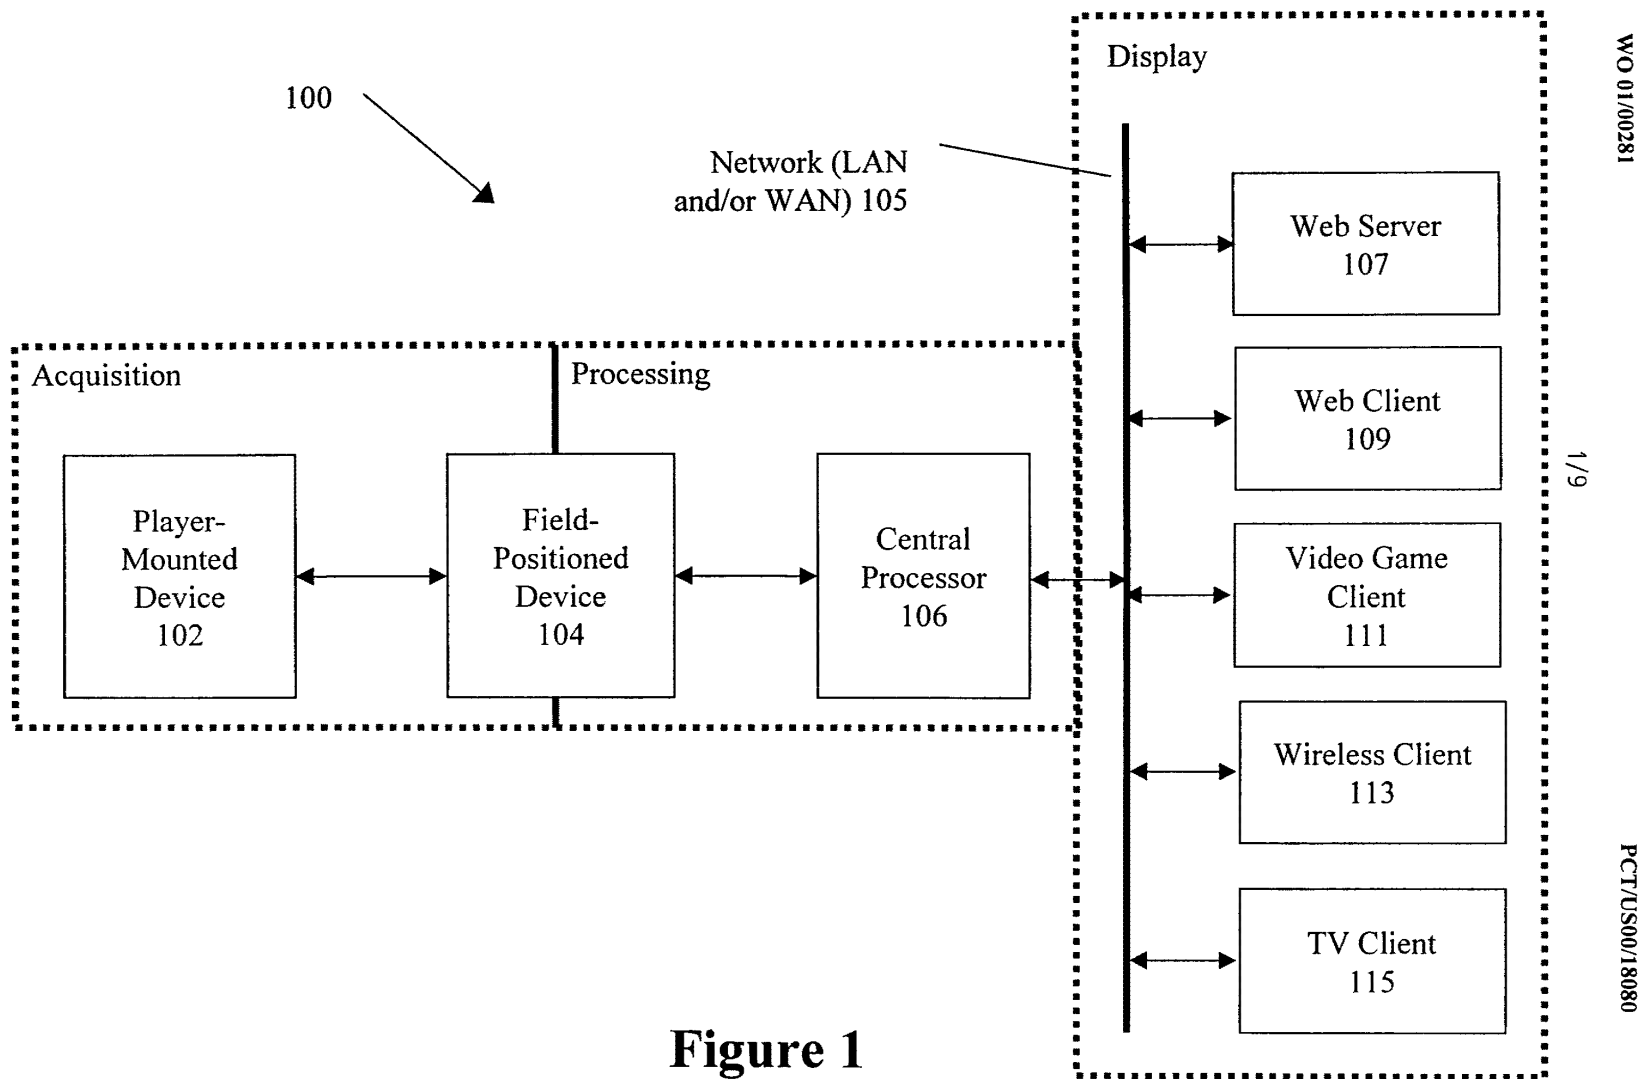 WO 01/00281
1/9
PCT/US00/18080
100
Network (LAN
and/or WAN) 105
Acquisition
Player-
Mounted
Device
102
Processing
Field-
Positioned
Device
104
Central
Processor
106
Display
Web Server
107
Web Client
109
Video Game
Client
111
Wireless Client
113
TV Client
115
Figure 1